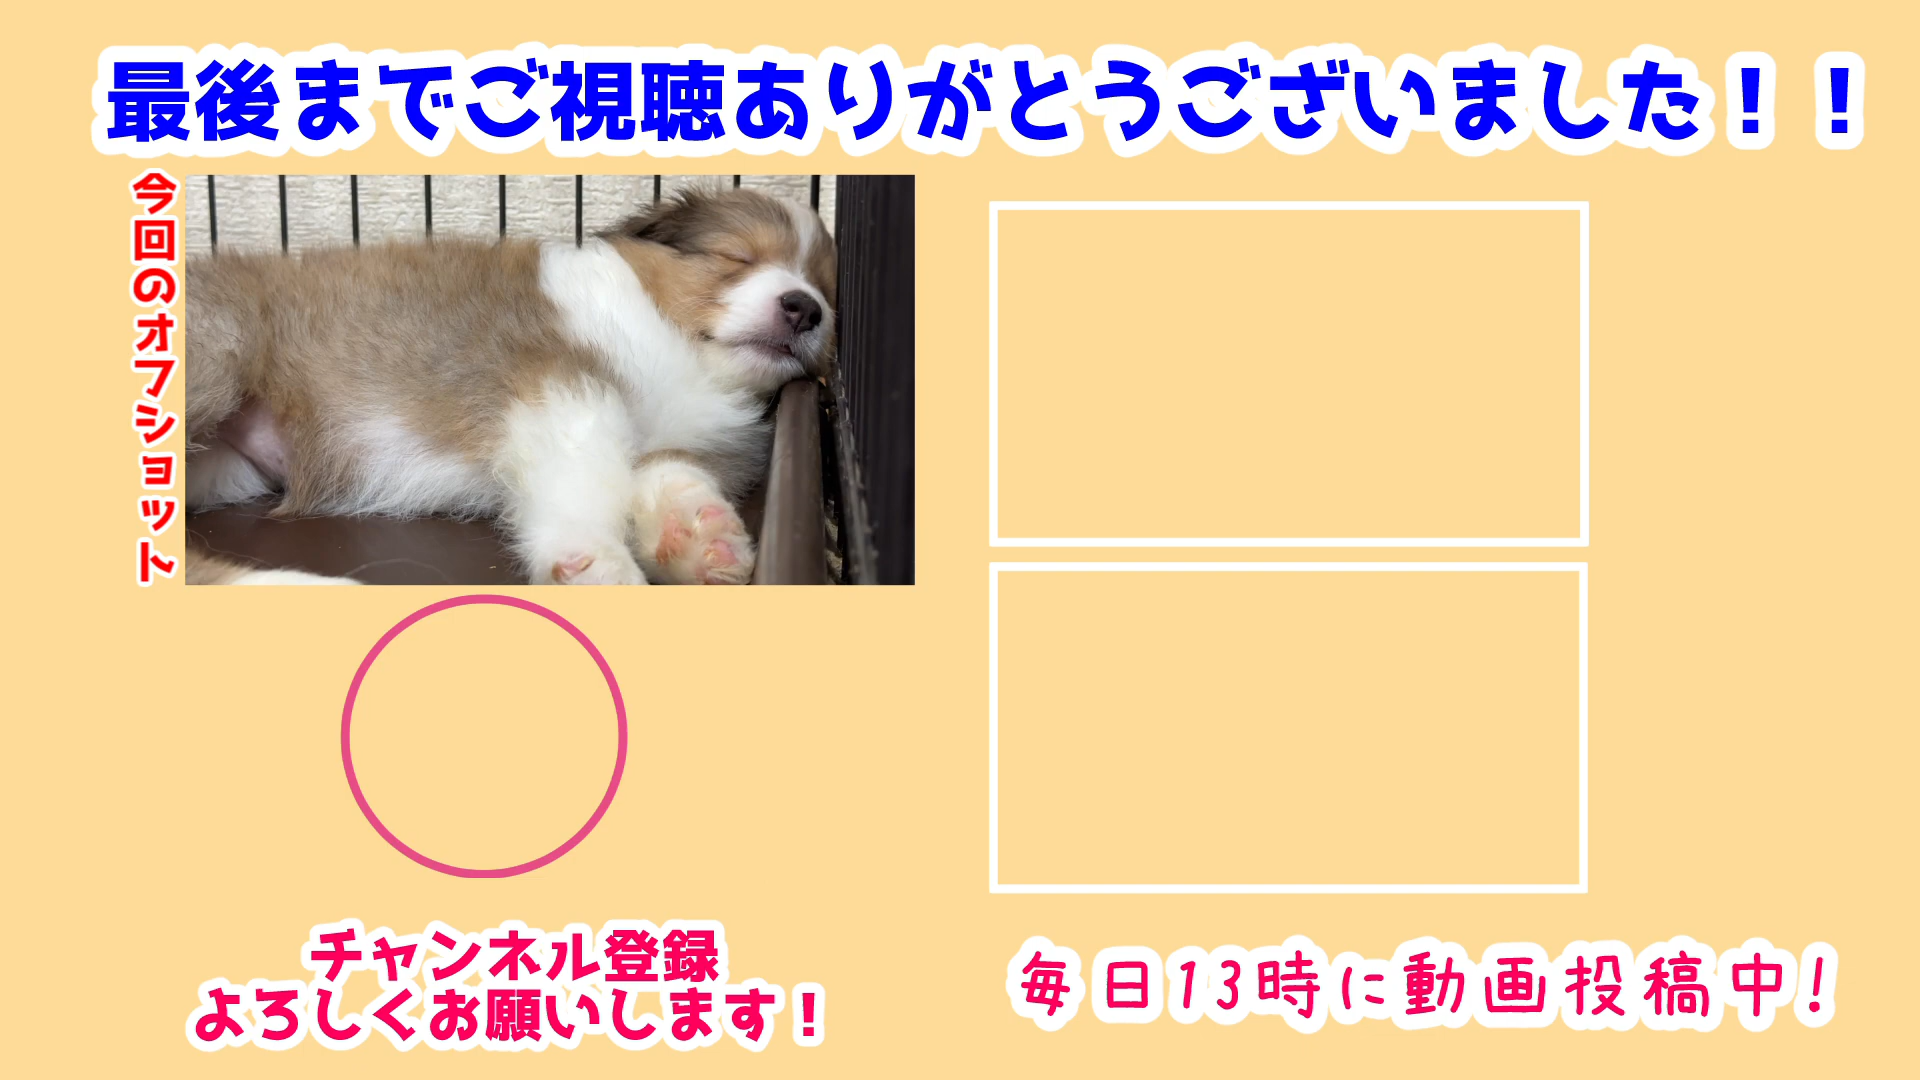 最後までご視聴ありがとうございました！！
今回のオフショット
チャンネル登録
よろしくお願いします！
毎日13時に動画投稿中！